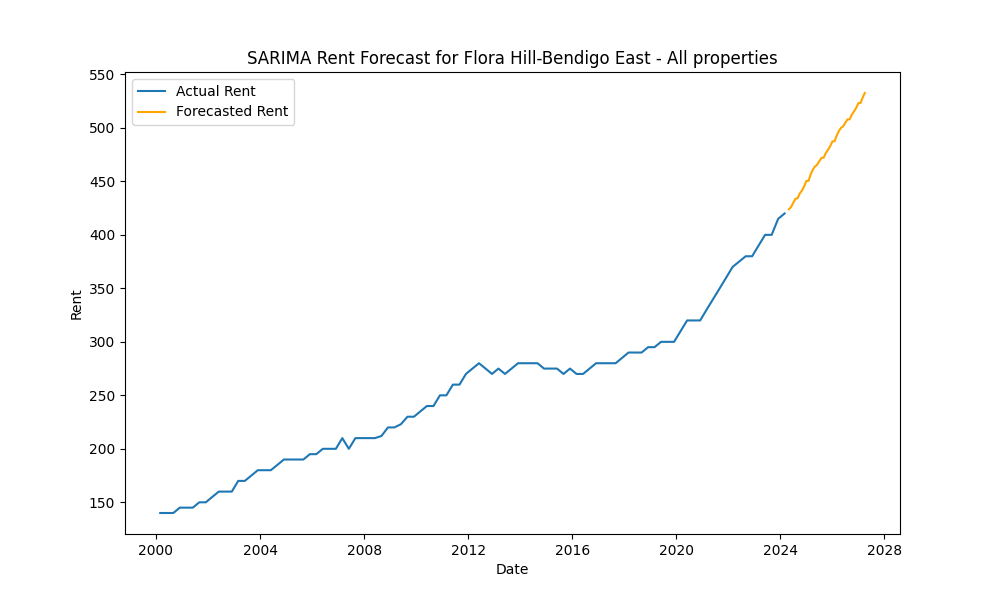 SARIMA Rent Forecast for Flora Hill-Bendigo East - All properties
Actual Rent
Forecasted Rent
550
500
450
400
350
300
250
200
150
Rent
2000 2004 2008 2012 2016 2020 2024 2028
Date